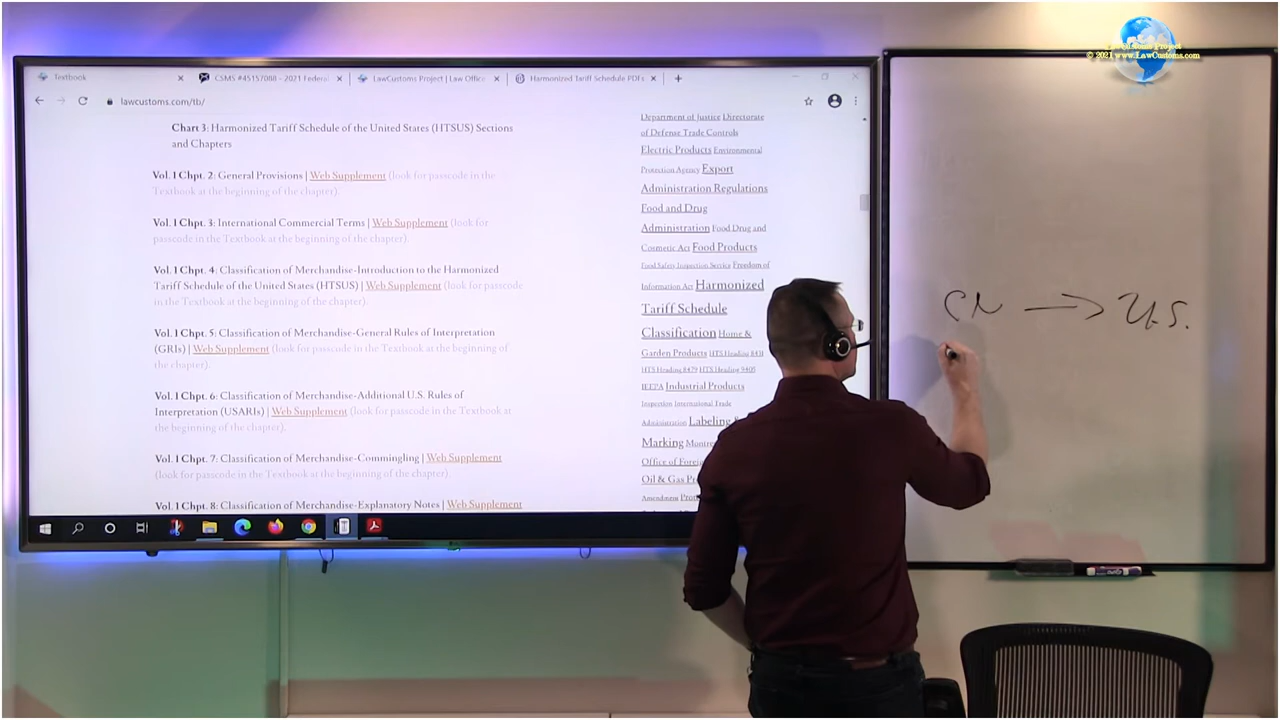 LawCustoms Project
© 2021 www.LawCustoms.com
Textbook
CSMS #45157088 - 2021 Federal
LawCustoms Project | Law Offic
Harmonized Tariff Schedule PDFs
lawcustoms.com/tb/
Chart 3: Harmonized Tariff Schedule of the United States (HTSUS) Sections
and Chapters
Vol. 1 Chpt. 2: General Provisions | Web Supplement (look for passcode in the
Textbook at the beginning of the chapter).
Vol. 1 Chpt. 3: International Commercial Terms | Web Supplement (look for
passcode in the Textbook at the beginning of the chapter).
Vol. 1 Chpt. 4: Classification of Merchandise-Introduction to the Harmonized
Tariff Schedule of the United States (HTSUS) | Web Supplement (look for passcode
in the Textbook at the beginning of the chapter).
Vol. 1 Chpt. 5: Classification of Merchandise-General Rules of Interpretation
(GRIs) | Web Supplement (look for passcode in the Textbook at the beginning of
the chapter).
Vol. 1 Chpt. 6: Classification of Merchandise-Additional U.S. Rules of
Interpretation (USARIs) | Web Supplement (look for passcode in the Textbook at
the beginning of the chapter).
Vol. 1 Chpt. 7: Classification of Merchandise-Commingling | Web Supplement
(look for passcode in the Textbook at the beginning of the chapter).
Vol. 1 Chpt. 8: Classification of Merchandise-Explanatory Notes | Web Supplement
Department of Justice Directorate
of Defense Trade Controls
Electric Products Environmental
Protection Agency Export
Administration Regulations
Food and Drug
Administration Food Drug and
Cosmetic Act Food Products
Food Safety Inspection Service Freedom of
Information Act Harmonized
Tariff Schedule
Classification Home &
Garden Products HTS Heading 8431
HTS Heading 8479 HTS Heading 9405
IEEPA Industrial Products
Inspection International Trade
Administration Labeling &
Marking
Office of Forei
Oil & Gas Pr
Amendment
CN → U.S.